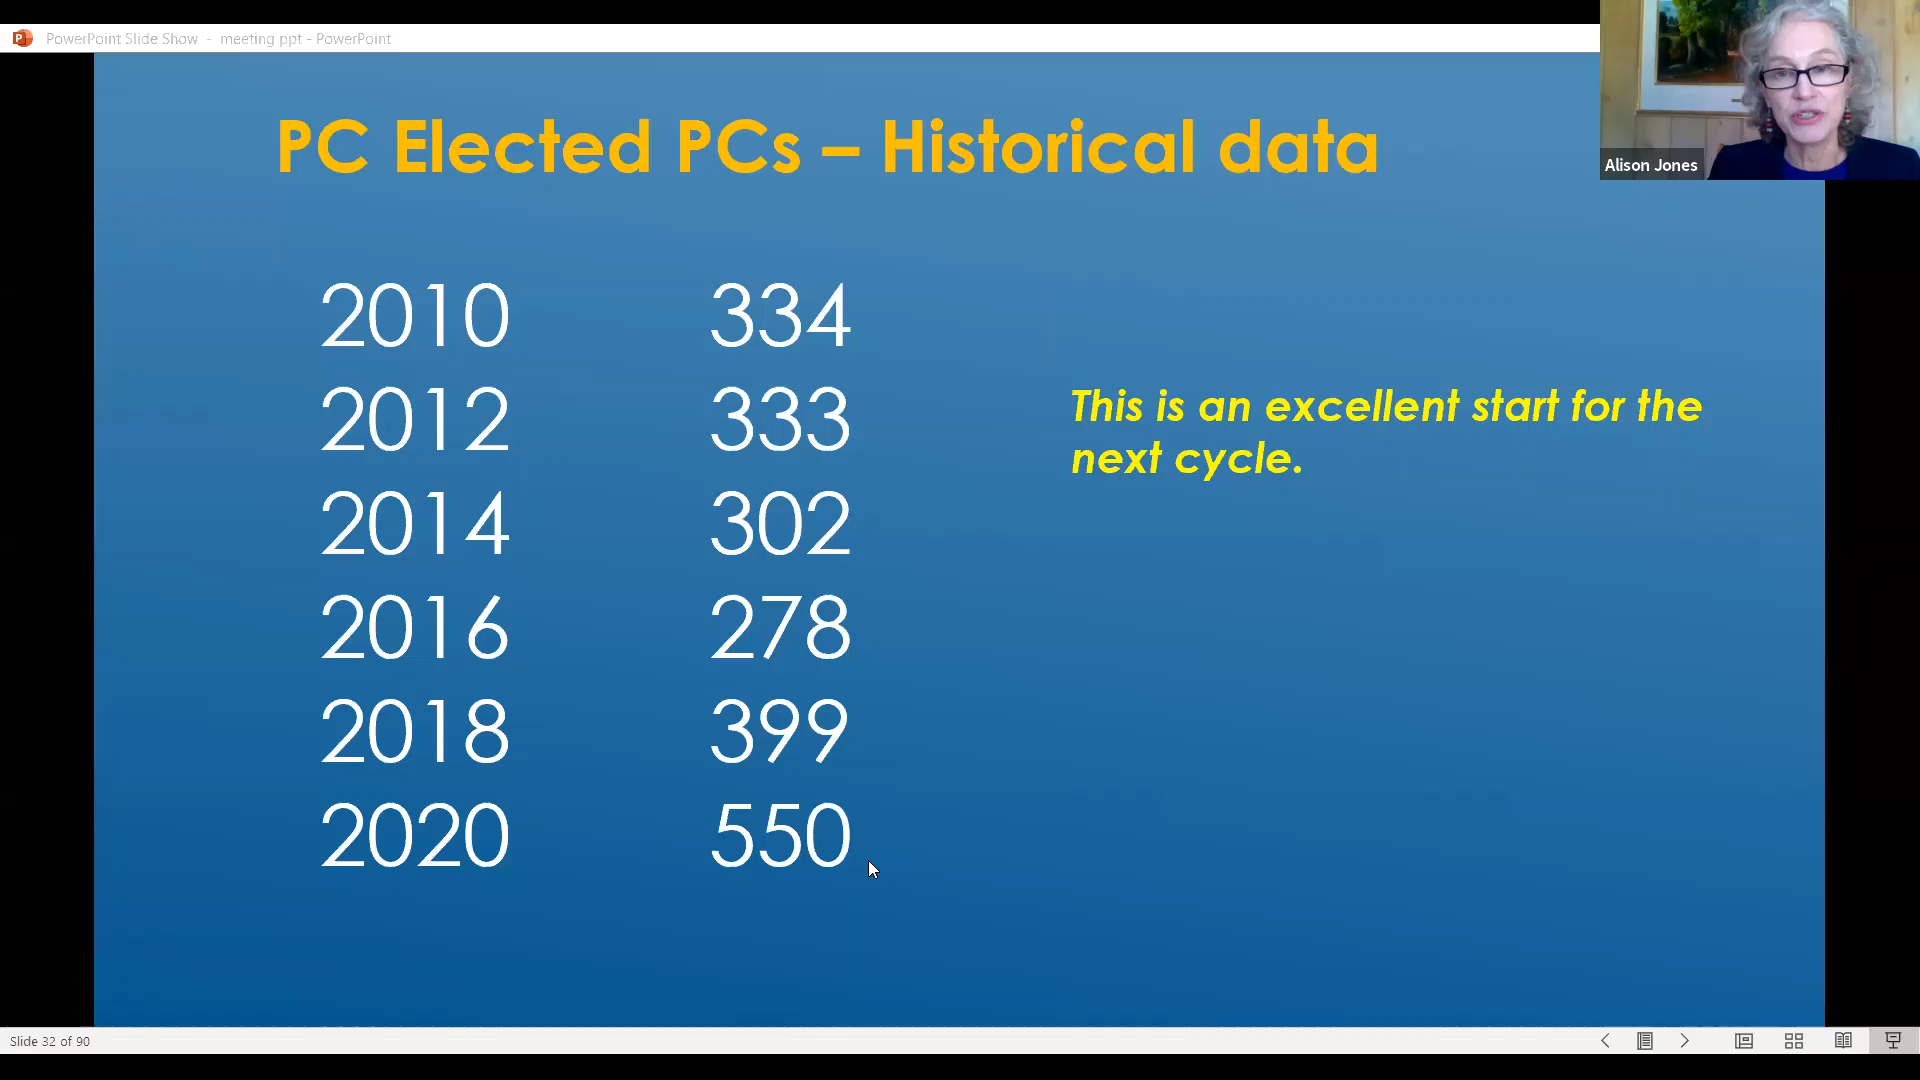 PowerPoint Slide Show - meeting ppt - PowerPoint
Alison Jones
PC Elected PCs – Historical data
2010 334
2012 333
2014 302
2016 278
2018 399
2020 550
This is an excellent start for the
next cycle.
Slide 32 of 90